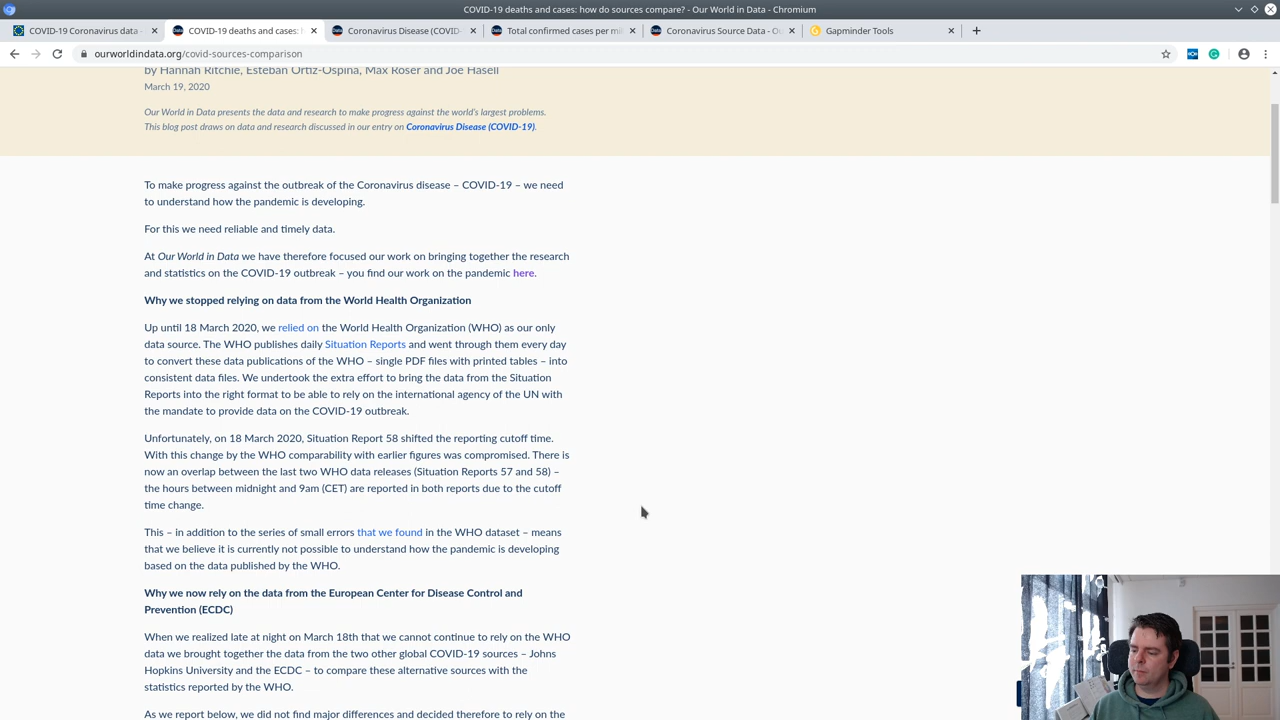 COVID-19 deaths and cases: how do sources compare? - Our World in Data - Chromium
COVID-19 Coronavirus data -
COVID-19 deaths and cases:
Coronavirus Disease (COVID-
Total confirmed cases per mil
Coronavirus Source Data - Ou
Gapminder Tools
ourworldindata.org/covid-sources-comparison
by Hannah Ritchie, Esteban Ortiz-Ospina, Max Roser and Joe Hasell
March 19, 2020
Our World in Data presents the data and research to make progress against the world's largest problems.
This blog post draws on data and research discussed in our entry on Coronavirus Disease (COVID-19).
To make progress against the outbreak of the Coronavirus disease – COVID-19 – we need
to understand how the pandemic is developing.
For this we need reliable and timely data.
At Our World in Data we have therefore focused our work on bringing together the research
and statistics on the COVID-19 outbreak – you find our work on the pandemic here.
Why we stopped relying on data from the World Health Organization
Up until 18 March 2020, we relied on the World Health Organization (WHO) as our only
data source. The WHO publishes daily Situation Reports and went through them every day
to convert these data publications of the WHO – single PDF files with printed tables – into
consistent data files. We undertook the extra effort to bring the data from the Situation
Reports into the right format to be able to rely on the international agency of the UN with
the mandate to provide data on the COVID-19 outbreak.
Unfortunately, on 18 March 2020, Situation Report 58 shifted the reporting cutoff time.
With this change by the WHO comparability with earlier figures was compromised. There is
now an overlap between the last two WHO data releases (Situation Reports 57 and 58) –
the hours between midnight and 9am (CET) are reported in both reports due to the cutoff
time change.
This – in addition to the series of small errors that we found in the WHO dataset – means
that we believe it is currently not possible to understand how the pandemic is developing
based on the data published by the WHO.
Why we now rely on the data from the European Center for Disease Control and
Prevention (ECDC)
When we realized late at night on March 18th that we cannot continue to rely on the WHO
data we brought together the data from the two other global COVID-19 sources – Johns
Hopkins University and the ECDC – to compare these alternative sources with the
statistics reported by the WHO.
As we report below, we did not find major differences and decided therefore to rely on the